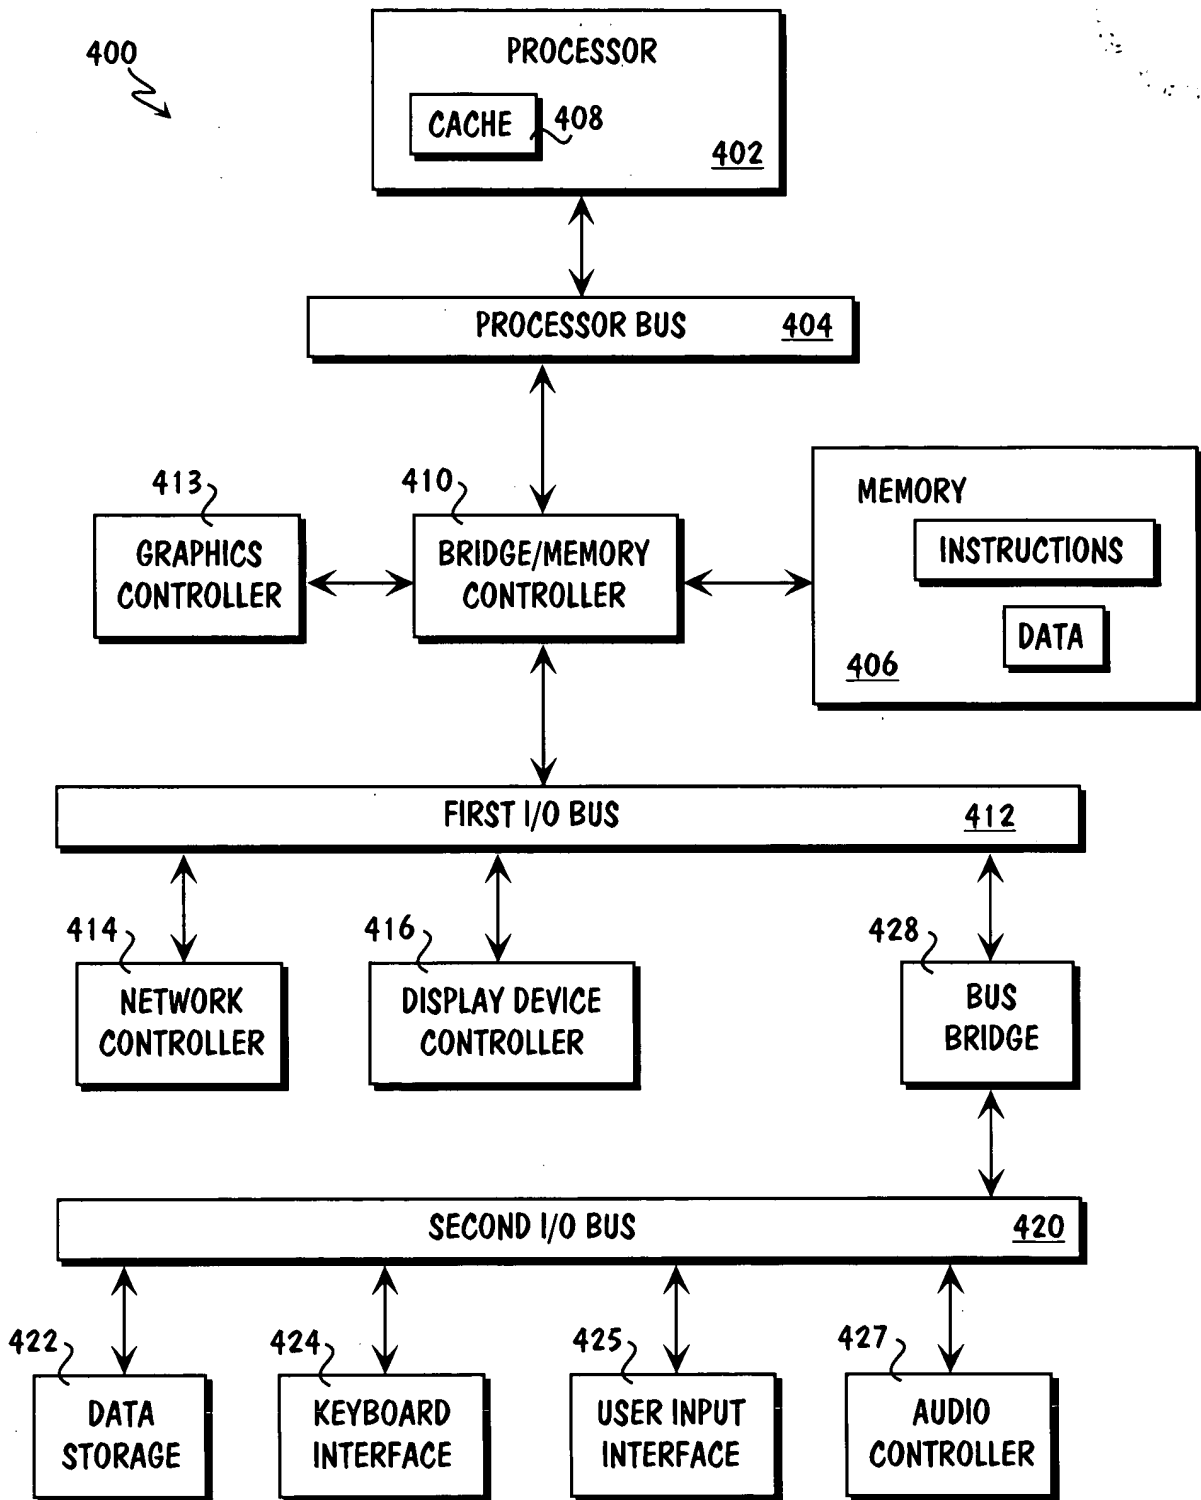 400
PROCESSOR
CACHE
408
402
PROCESSOR BUS
404
413
410
GRAPHICS
CONTROLLER
BRIDGE/MEMORY
CONTROLLER
MEMORY
INSTRUCTIONS
DATA
406
FIRST I/O BUS
412
414
416
428
NETWORK
CONTROLLER
DISPLAY DEVICE
CONTROLLER
BUS
BRIDGE
SECOND I/O BUS
420
422
424
425
427
DATA
STORAGE
KEYBOARD
INTERFACE
USER INPUT
INTERFACE
AUDIO
CONTROLLER